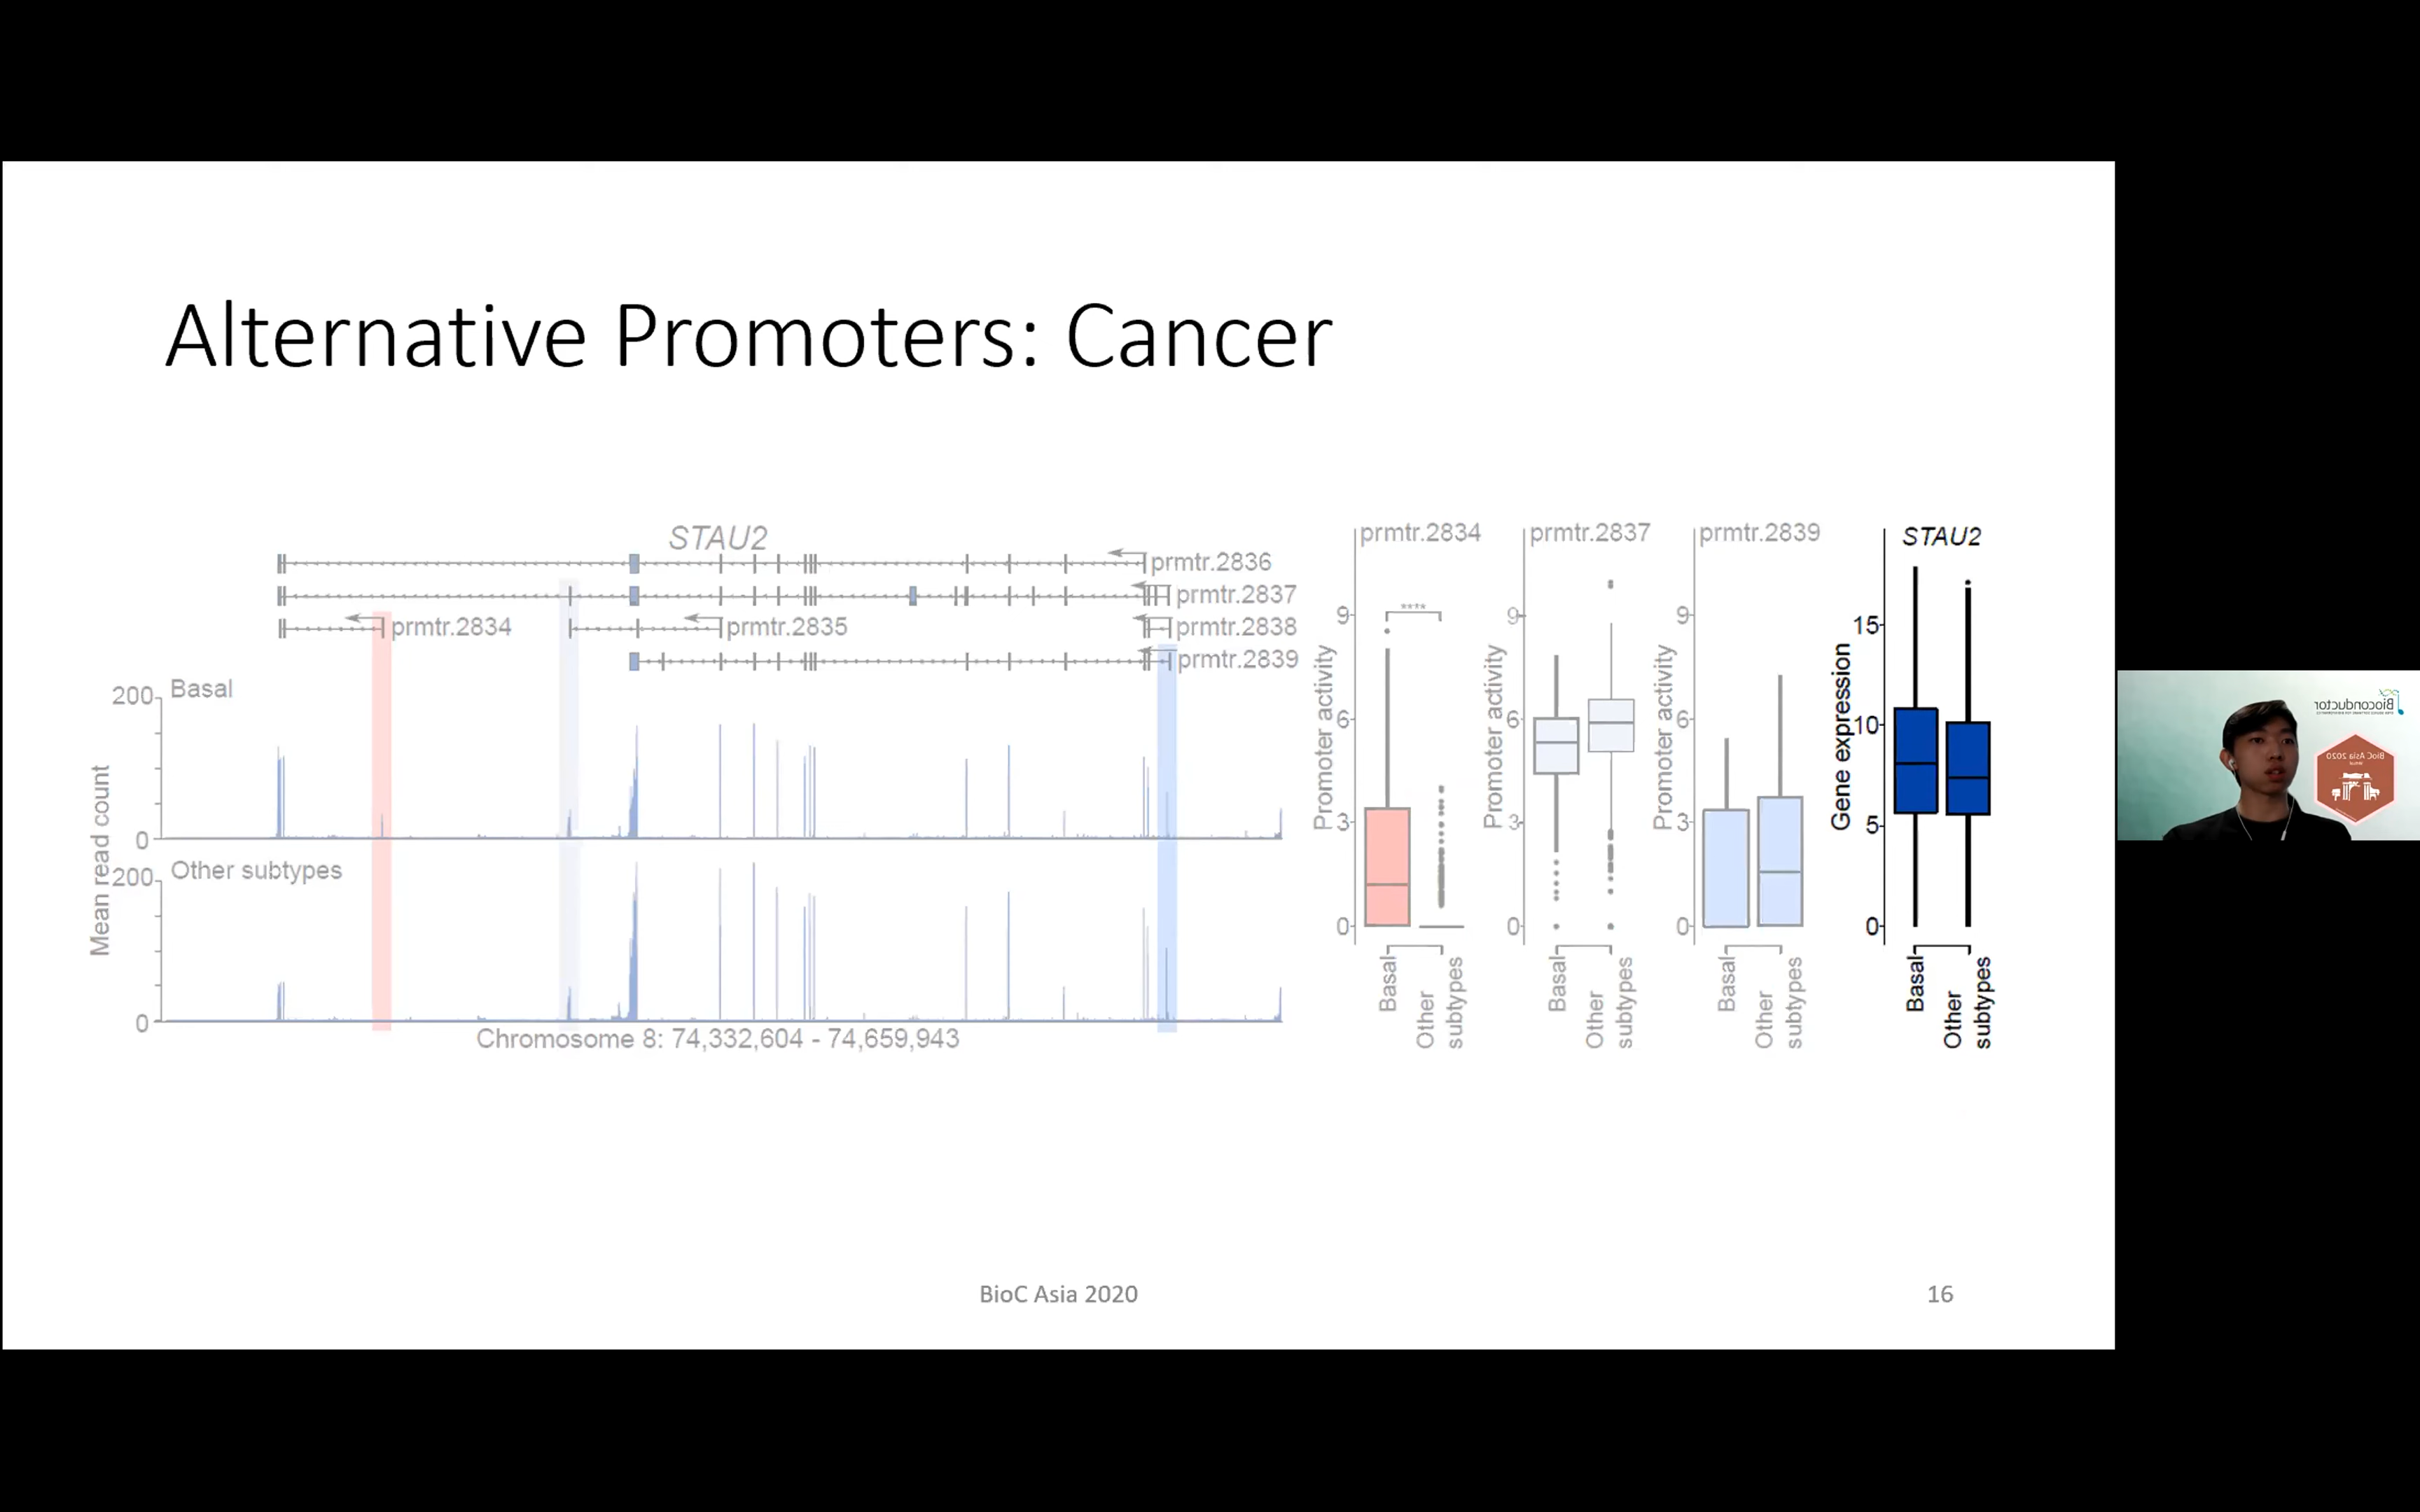 Alternative Promoters: Cancer
STAU2
prmtr.2836
prmtr.2837
prmtr.2834
prmtr.2835
prmtr.2838
prmtr.2839
Mean read count
200
Basal
0
200
Other subtypes
0
Chromosome 8: 74,332,604 - 74,659,943
prmtr.2834
****
Promoter activity
9
6
3
0
Basal
Other
subtypes
prmtr.2837
Promoter activity
9
6
3
0
Basal
Other
subtypes
prmtr.2839
Promoter activity
9
6
3
0
Basal
Other
subtypes
STAU2
Gene expression
15
10
5
0
Basal
Other
subtypes
BioC Asia 2020
16
Bioconductor
BioC Asia 2020